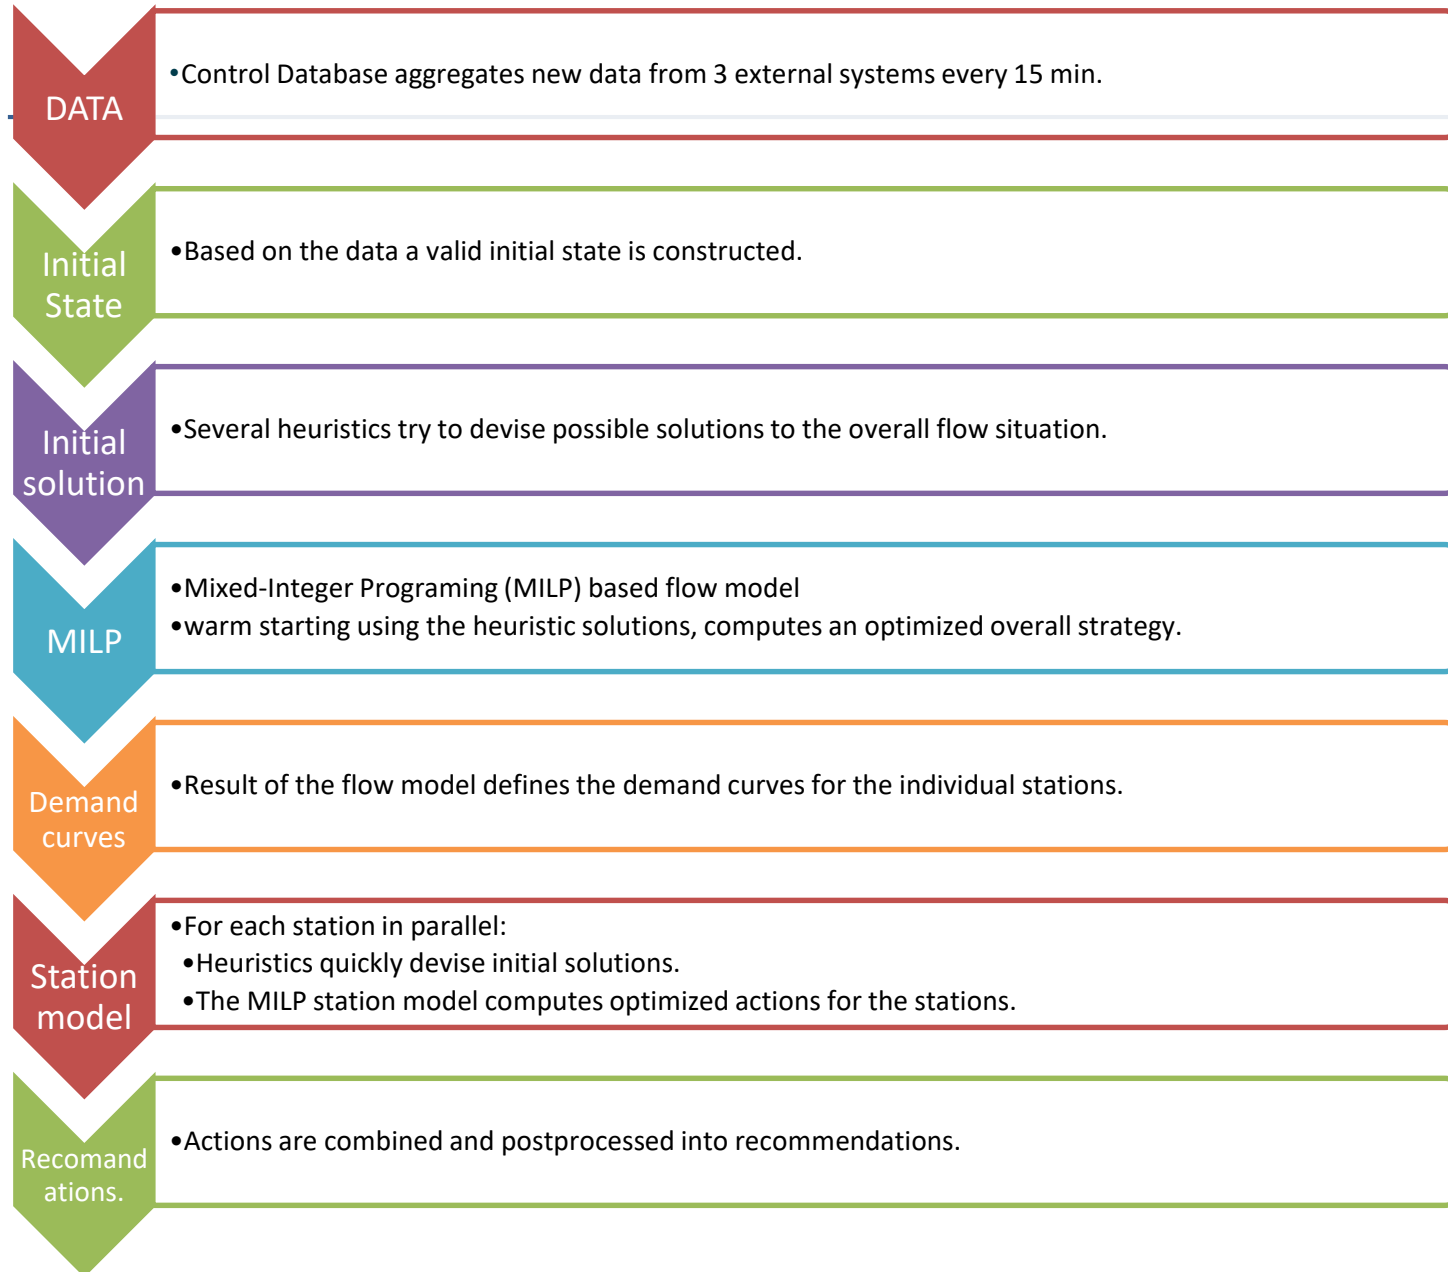 DATA
•Control Database aggregates new data from 3 external systems every 15 min.
Initial
State
•Based on the data a valid initial state is constructed.
Initial
solution
•Several heuristics try to devise possible solutions to the overall flow situation.
MILP
•Mixed-Integer Programing (MILP) based flow model
•warm starting using the heuristic solutions, computes an optimized overall strategy.
Demand
curves
•Result of the flow model defines the demand curves for the individual stations.
Station
model
•For each station in parallel:
•Heuristics quickly devise initial solutions.
•The MILP station model computes optimized actions for the stations.
Recomand
ations.
•Actions are combined and postprocessed into recommendations.